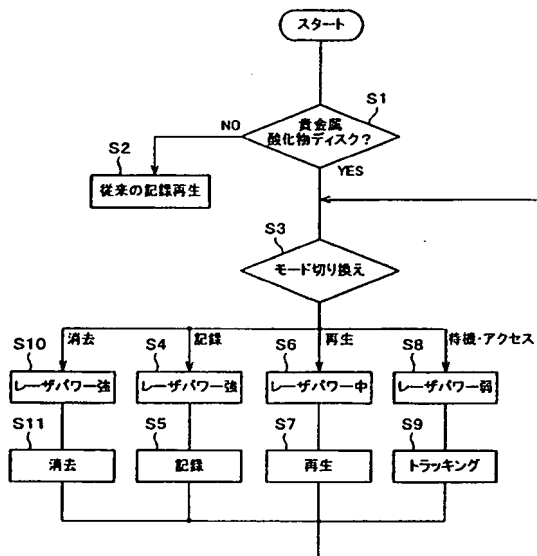 スタート
S1
貴金属
酸化物ディスク?
NO
YES
S2
従来の記録再生
S3
モード切り換え
消去
記録
再生
待機・アクセス
S10
S4
S6
S8
レーザパワー強
レーザパワー強
レーザパワー中
レーザパワー弱
S11
S5
S7
S9
消去
記録
再生
トラッキング